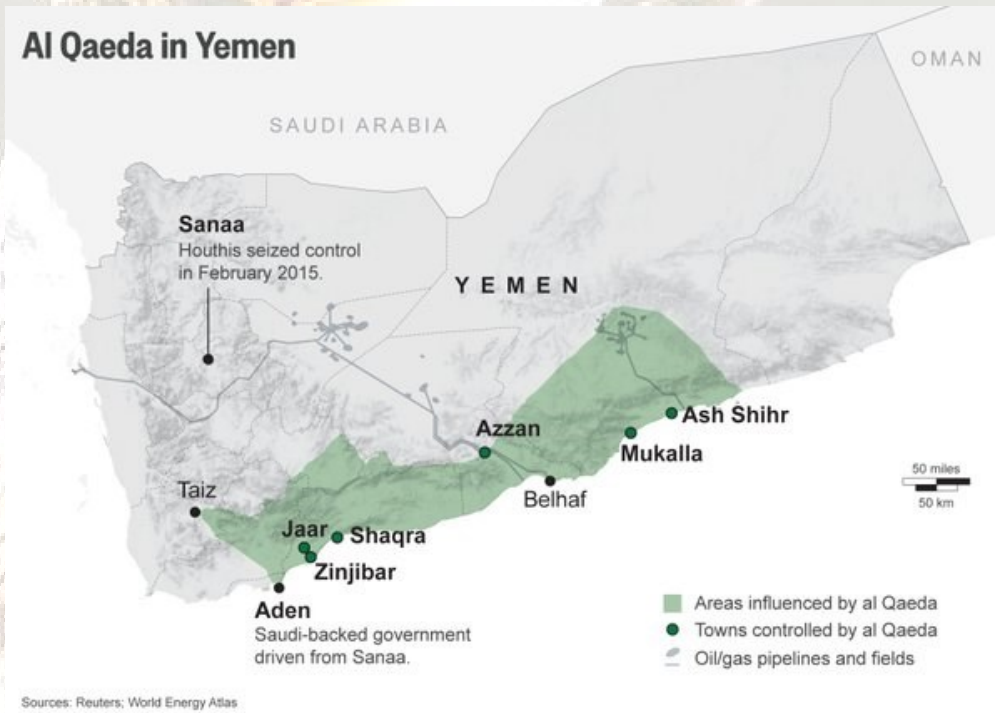 Al Qaeda in Yemen
OMAN
SAUDI ARABIA
Sanaa
Houthis seized control
in February 2015.
YEMEN
Ash Shihr
Azzan
Mukalla
50 miles
50 km
Belhaf
Taiz
Jaar
Shaqra
Zinjibar
Aden
Saudi-backed government
driven from Sanaa.
Areas influenced by al Qaeda
Towns controlled by al Qaeda
Oil/gas pipelines and fields
Sources: Reuters; World Energy Atlas